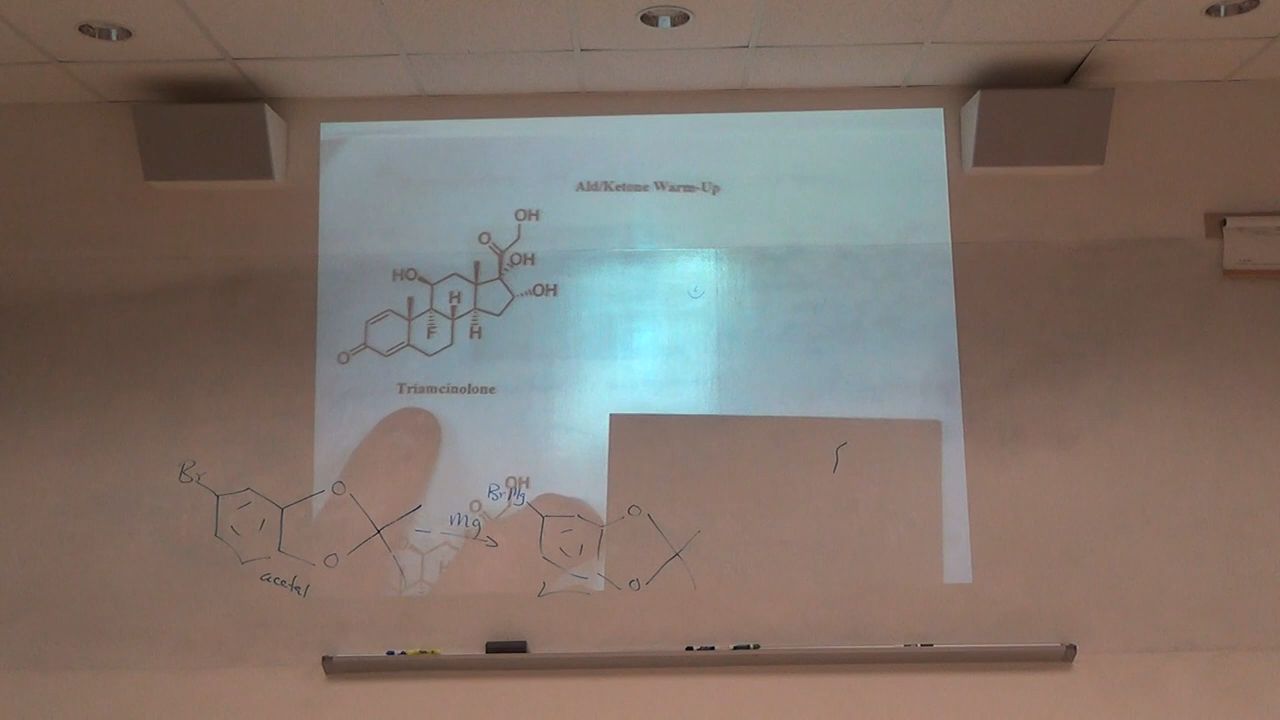 Ald/Ketone Warm-Up
OH
O
OH
HO
OH
H
F
H
O
Triamcinolone
Br
O
O
acetal
Mg
OH
O
BrMg
O
O